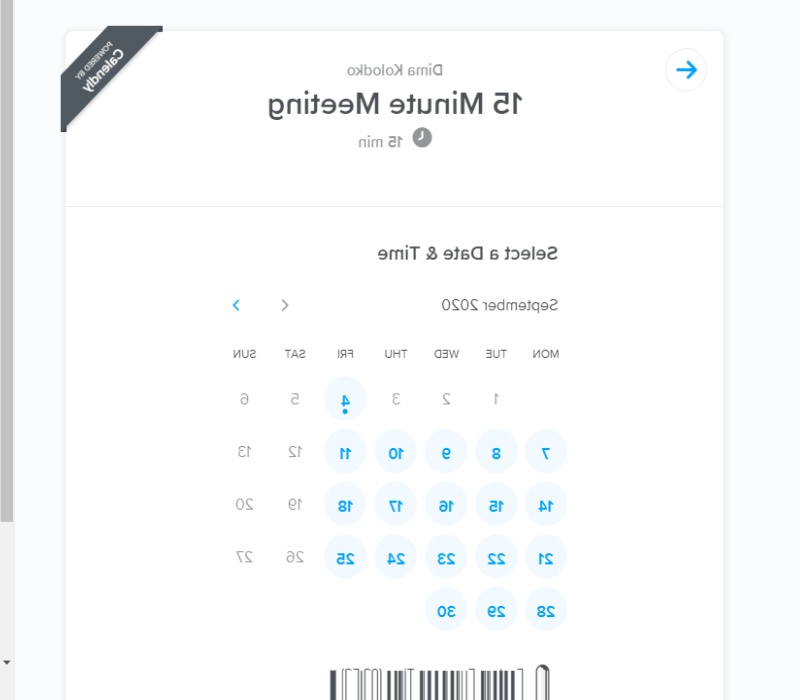 POWERED BY
Calendly
Dima Kolodko
15 Minute Meeting
15 min
Select a Date & Time
September 2020
MON TUE WED THU FRI SAT SUN
1 2 3 4 5 6
7 8 9 10 11 12 13
14 15 16 17 18 19 20
21 22 23 24 25 26 27
28 29 30